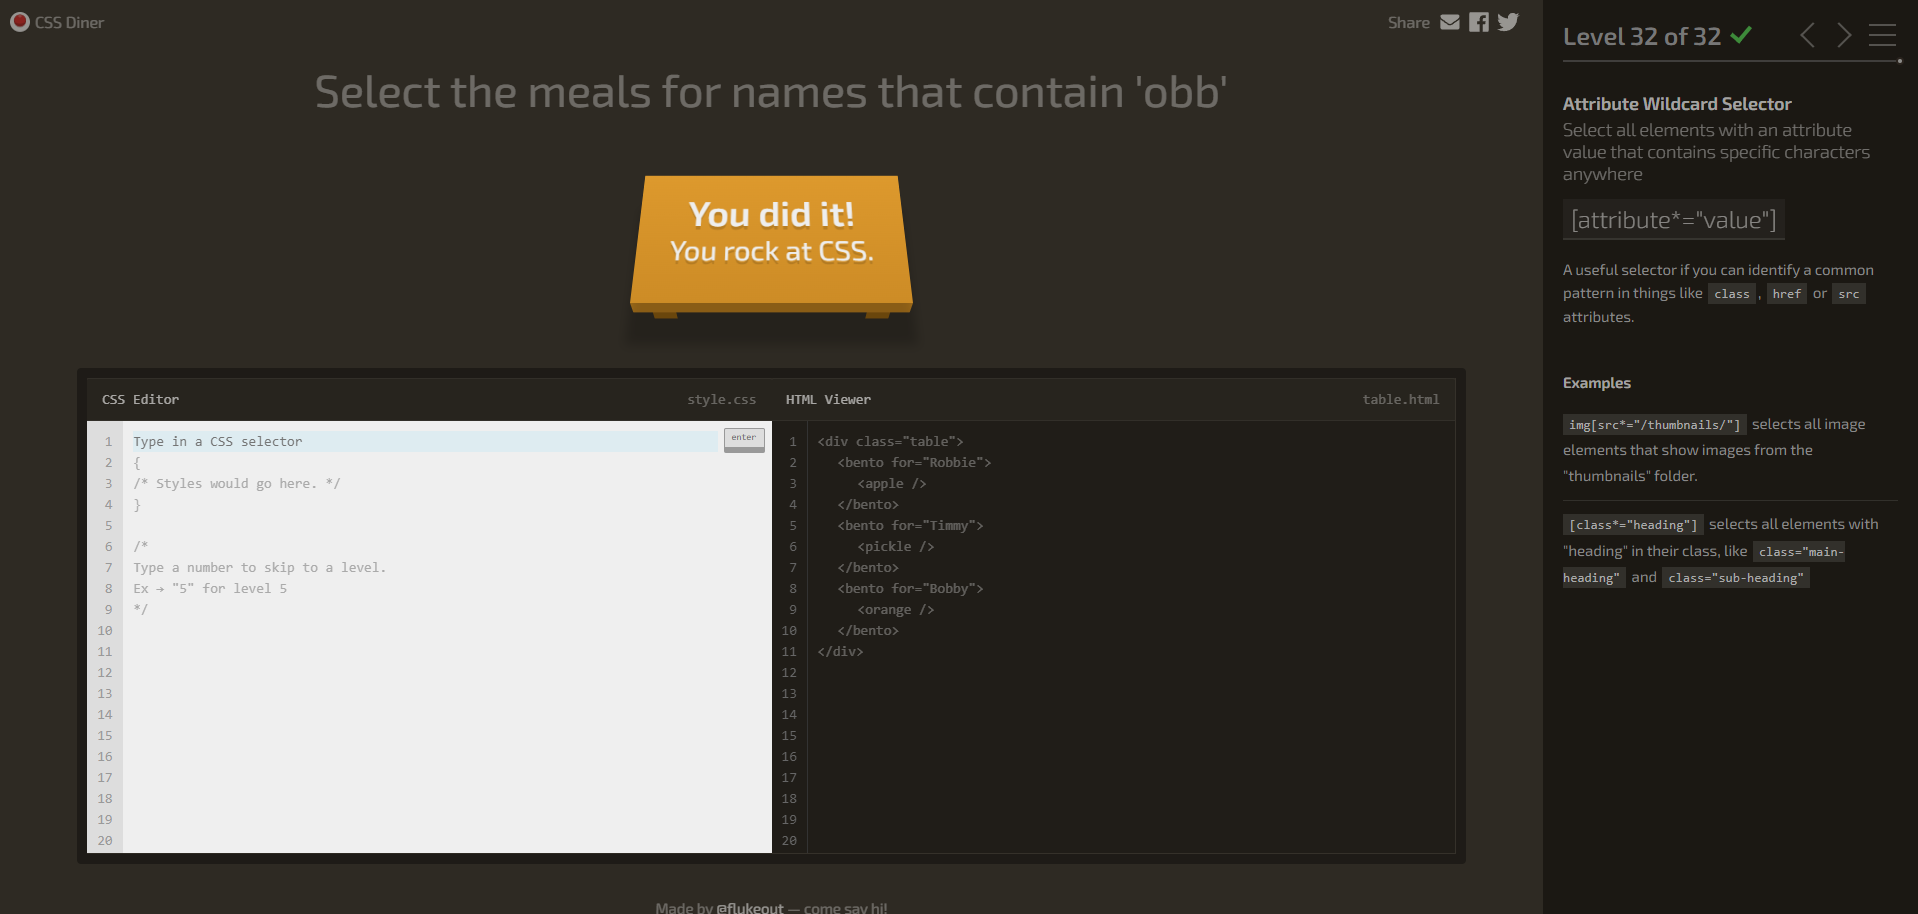 CSS Diner
Share
Select the meals for names that contain 'obb'
You did it!
You rock at CSS.
CSS Editor
style.css
1 Type in a CSS selector
enter
2 {
3 /* Styles would go here. */
4 }
5
6 /*
7 Type a number to skip to a level.
8 Ex → "5" for level 5
9 */
10
11
12
13
14
15
16
17
18
19
20
HTML Viewer
table.html
1 <div class="table">
2 <bento for="Robbie">
3 <apple />
4 </bento>
5 <bento for="Timmy">
6 <pickle />
7 </bento>
8 <bento for="Bobby">
9 <orange />
10 </bento>
11 </div>
12
13
14
15
16
17
18
19
20
Made by @flukeout — come say hi!
Level 32 of 32
Attribute Wildcard Selector
Select all elements with an attribute
value that contains specific characters
anywhere
[attribute*="value"]
A useful selector if you can identify a common
pattern in things like class, href or src
attributes.
Examples
img[src*="/thumbnails/"] selects all image
elements that show images from the
"thumbnails" folder.
[class*="heading"] selects all elements with
"heading" in their class, like class="main-
heading" and class="sub-heading"